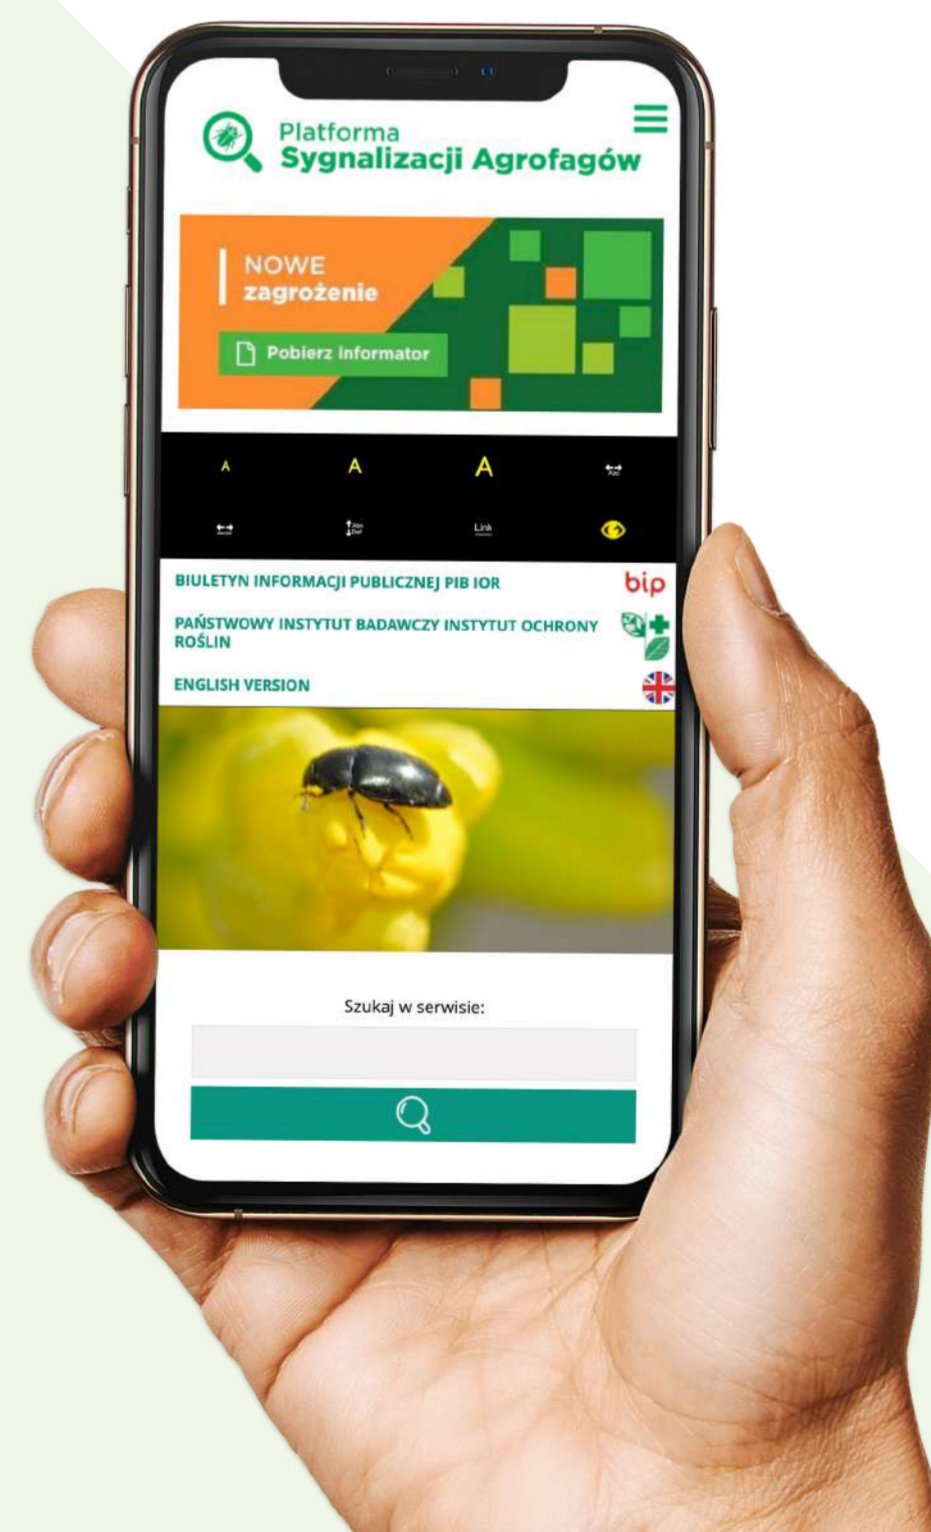 Platforma
Sygnalizacji Agrofagów
NOWE
zagrożenie
Pobierz informator
A A A
Link
BIULETYN INFORMACJI PUBLICZNEJ PIB IOR
bip
PAŃSTWOWY INSTYTUT BADAWCZY INSTYTUT OCHRONY
ROŚLIN
ENGLISH VERSION
Szukaj w serwisie: